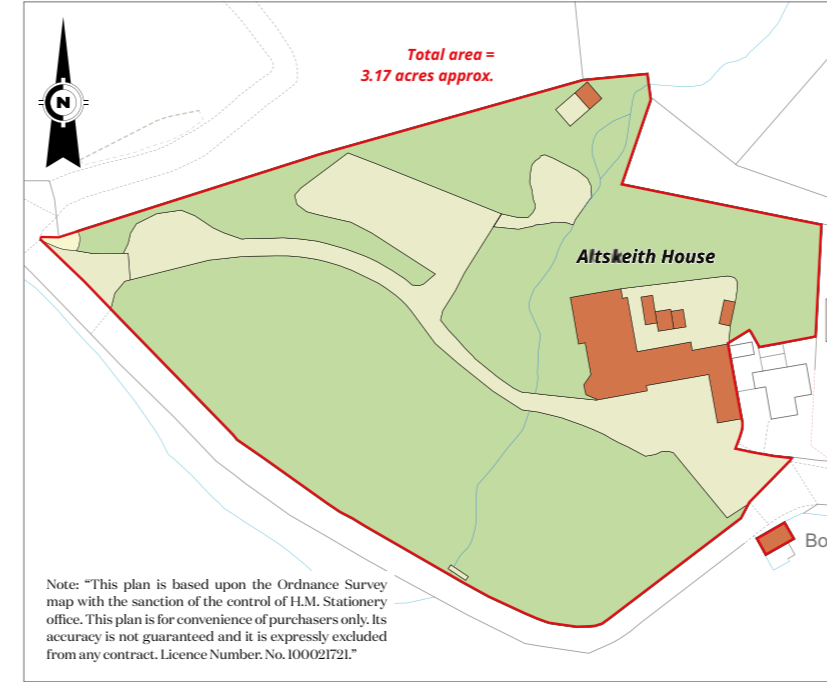 Total area =
3.17 acres approx.
N
Altskeith House
Bo
Note: “This plan is based upon the Ordnance Survey
map with the sanction of the control of H.M. Stationery
office. This plan is for convenience of purchasers only. Its
accuracy is not guaranteed and it is expressly excluded
from any contract. Licence Number. No. 100021721.”